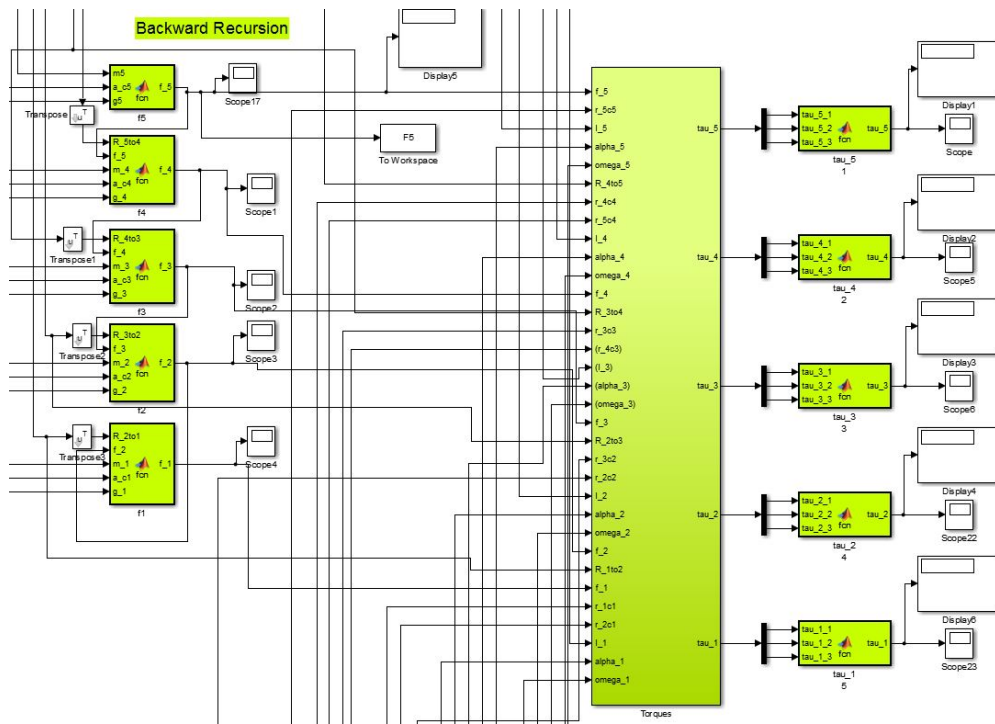 Backward Recursion
m5
a_c5
g5
fcn
f_5
f5
Transpose
u
T
R_5to4
f_5
m_4
a_c4
g_4
fcn
f_4
f4
Transpose1
u
T
R_4to3
f_4
m_3
a_c3
g_3
fcn
f_3
f3
Transpose2
u
T
R_3to2
f_3
m_2
a_c2
g_2
fcn
f_2
f2
Transpose3
u
T
R_2to1
f_2
m_1
a_c1
g_1
fcn
f_1
f1
Scope17
Scope1
Scope2
Scope3
Scope4
Display5
F5
To Workspace
f_5
r_5c5
I_5
alpha_5
omega_5
R_4to5
r_4c4
r_5c4
I_4
alpha_4
omega_4
f_4
R_3to4
r_3c3
(r_4c3)
(I_3)
(alpha_3)
(omega_3)
f_3
R_2to3
r_3c2
r_2c2
I_2
alpha_2
omega_2
f_2
R_1to2
f_1
r_1c1
r_2c1
I_1
alpha_1
omega_1
tau_5
tau_4
tau_3
tau_2
tau_1
Torques
tau_5_1
tau_5_2
tau_5_3
fcn
tau_5
tau_5
1
Display1
Scope
tau_4_1
tau_4_2
tau_4_3
fcn
tau_4
tau_4
2
Display2
Scope5
tau_3_1
tau_3_2
tau_3_3
fcn
tau_3
tau_3
3
Display3
Scope6
tau_2_1
tau_2_2
tau_2_3
fcn
tau_2
tau_2
4
Display4
Scope22
tau_1_1
tau_1_2
tau_1_3
fcn
tau_1
tau_1
5
Display6
Scope23